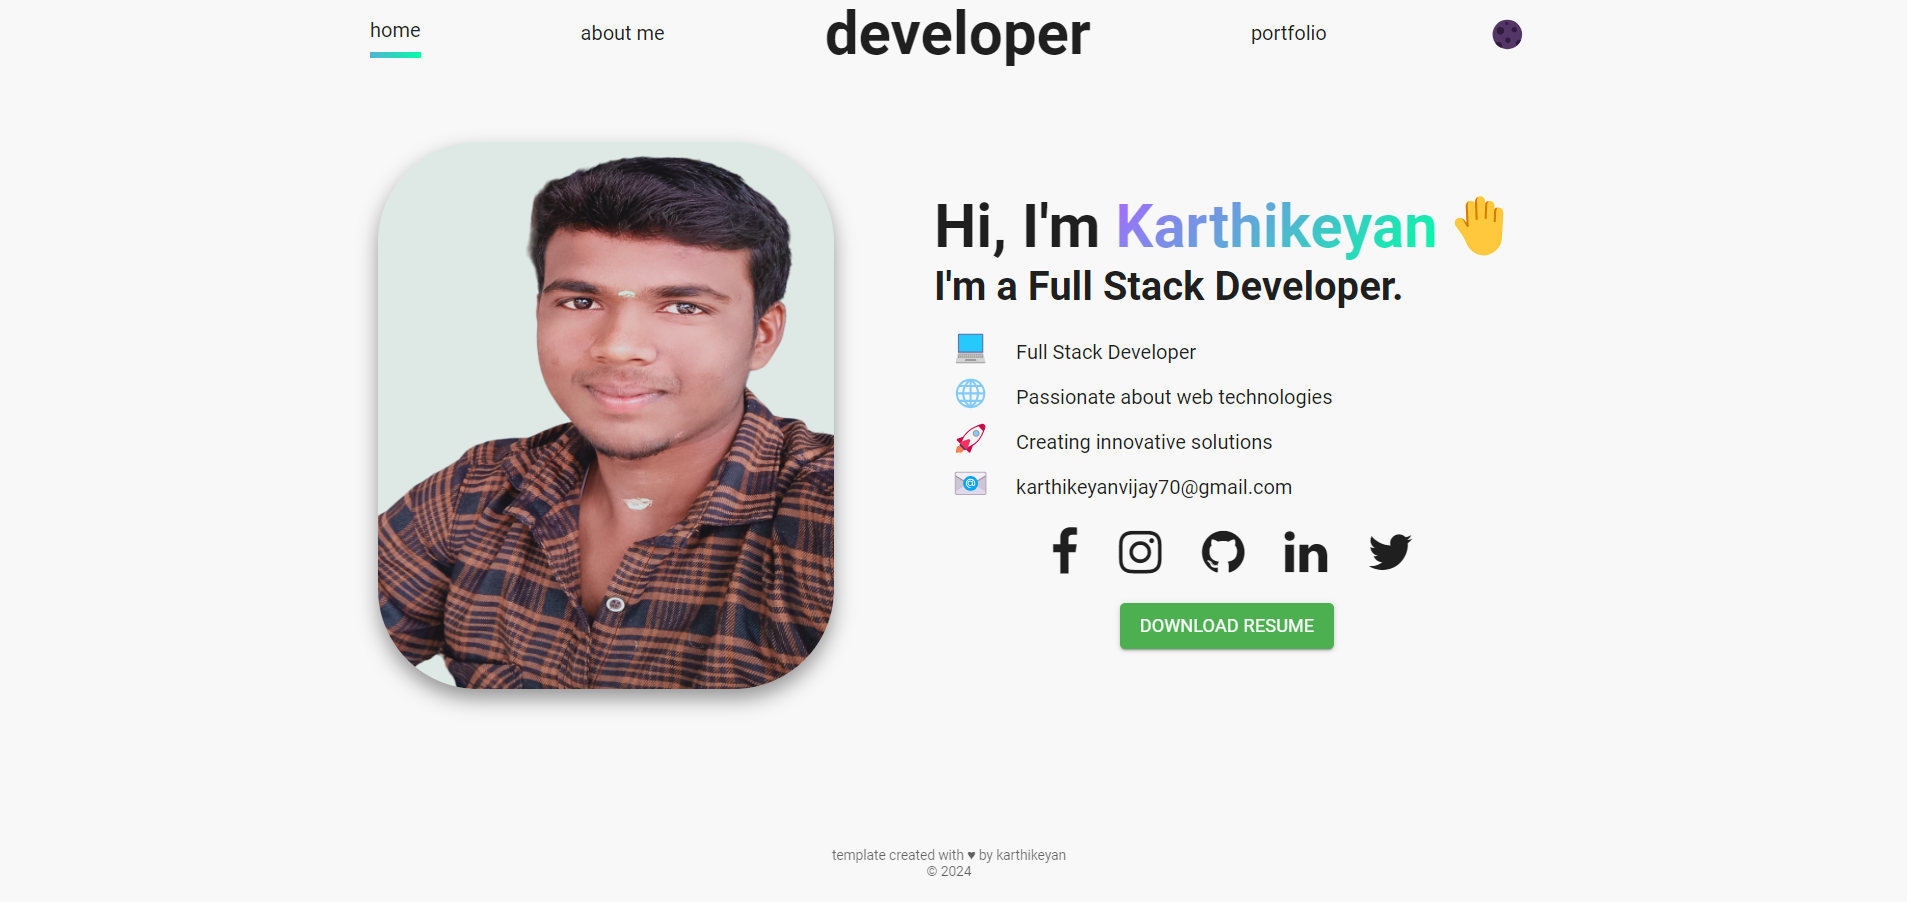 home
about me
developer
portfolio
Hi, I'm Karthikeyan
I'm a Full Stack Developer.
Full Stack Developer
Passionate about web technologies
Creating innovative solutions
karthikeyanvijay70@gmail.com
DOWNLOAD RESUME
template created with ♥ by karthikeyan
© 2024